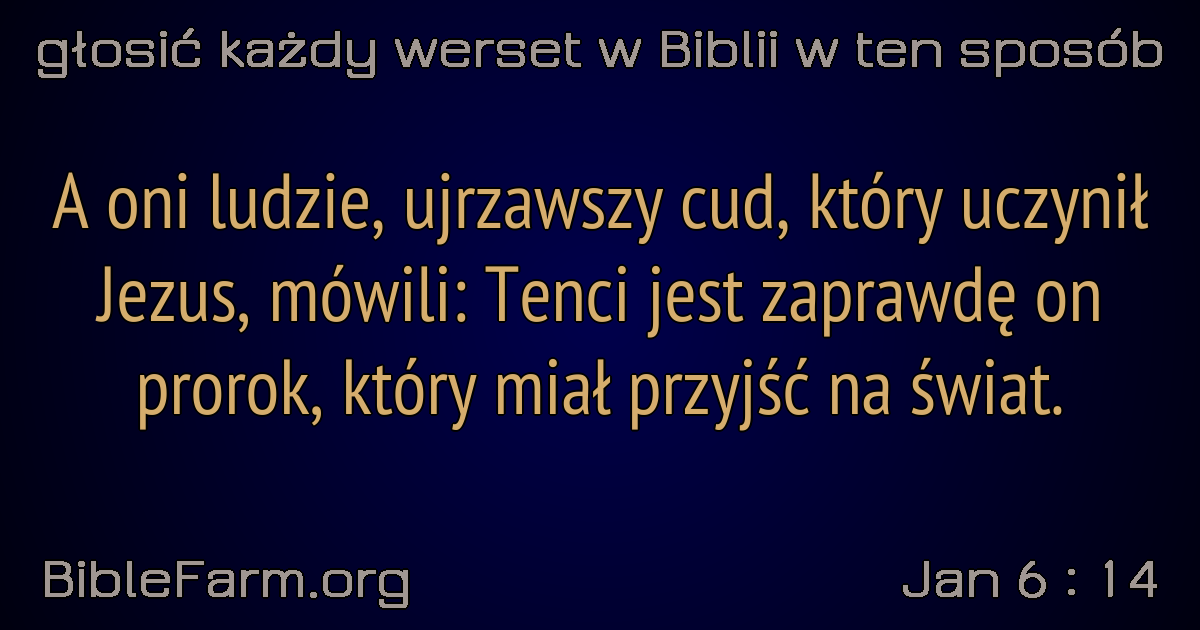 głosić każdy werset w Biblii w ten sposób
A oni ludzie, ujrzawszy cud, który uczynił
Jezus, mówili: Tenci jest zaprawdę on
prorok, który miał przyjść na świat.
BibleFarm.org
Jan 6 : 14